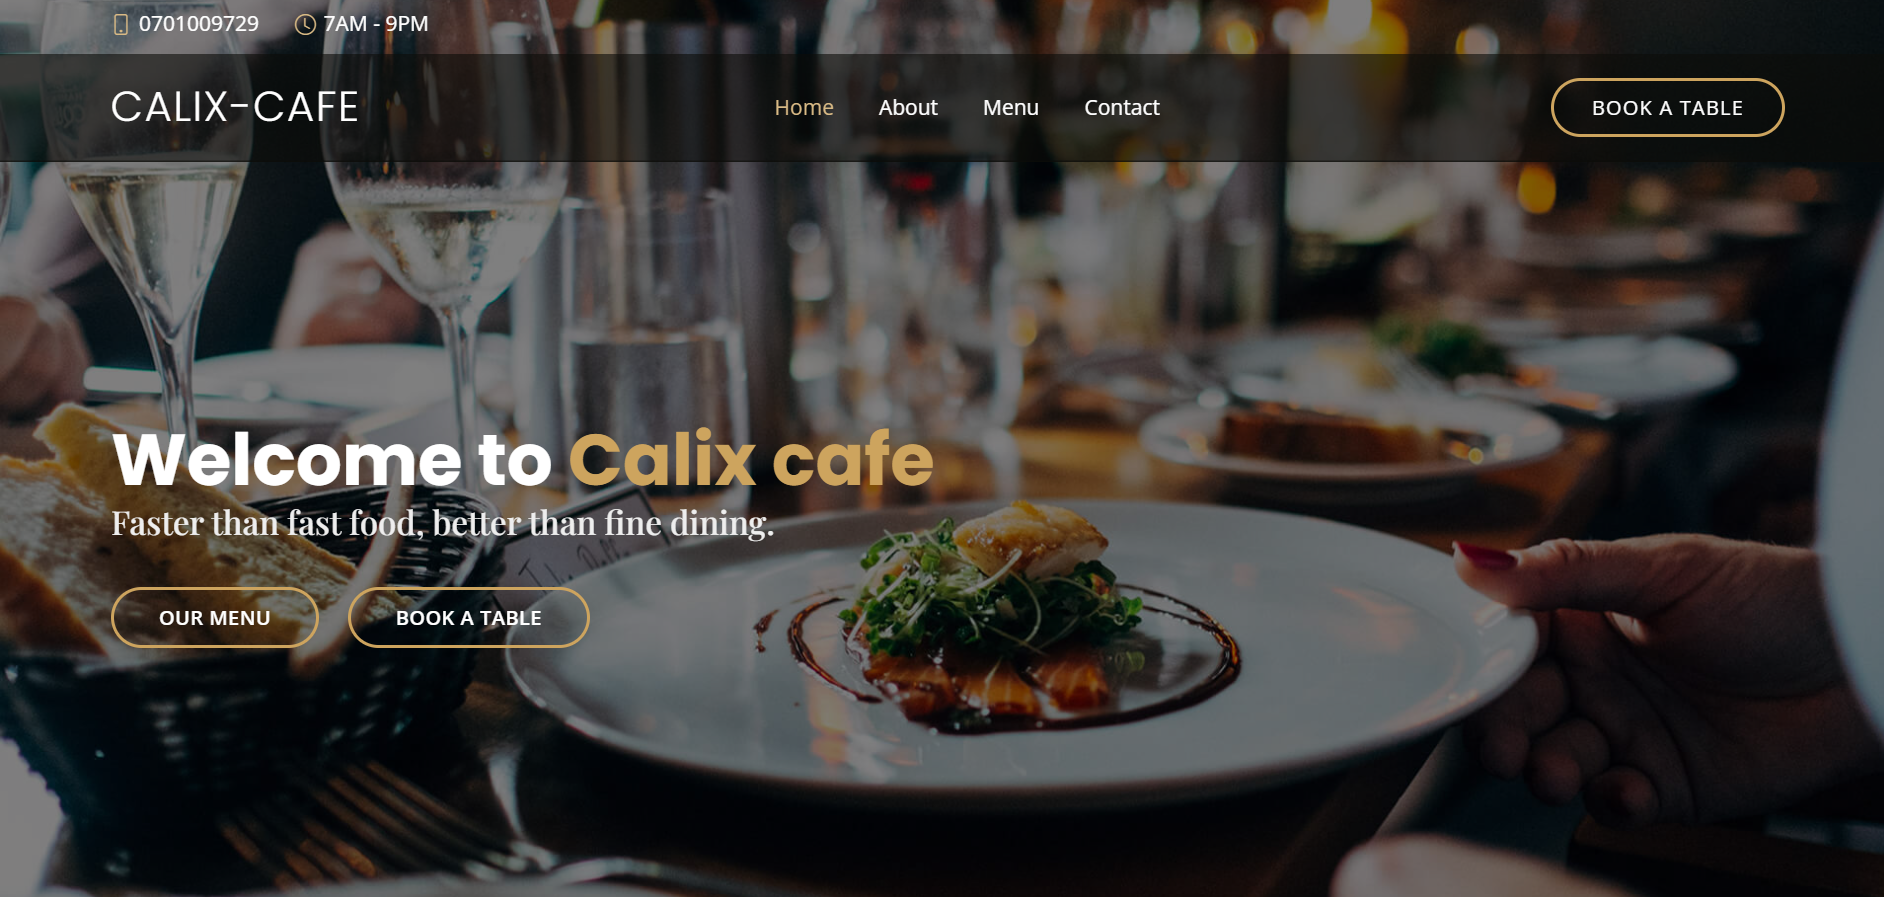 0701009729 7AM - 9PM
CALIX-CAFE Home About Menu Contact BOOK A TABLE
Welcome to Calix cafe
Faster than fast food, better than fine dining.
OUR MENU BOOK A TABLE